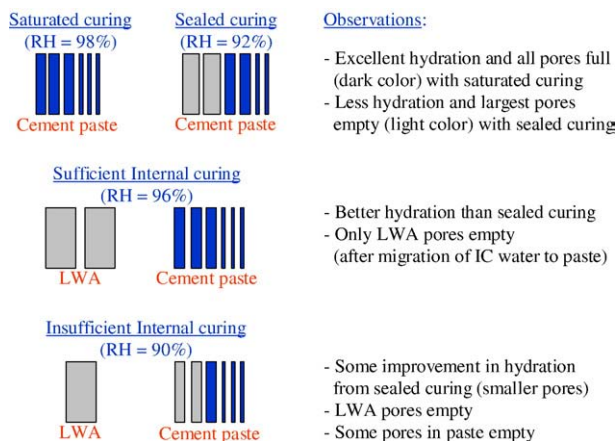 Saturated curing
(RH = 98%)
Cement paste
Sealed curing
(RH = 92%)
Cement paste
Observations:
- Excellent hydration and all pores full
(dark color) with saturated curing
- Less hydration and largest pores
empty (light color) with sealed curing
Sufficient Internal curing
(RH = 96%)
LWA
Cement paste
- Better hydration than sealed curing
- Only LWA pores empty
(after migration of IC water to paste)
Insufficient Internal curing
(RH = 90%)
LWA
Cement paste
- Some improvement in hydration
from sealed curing (smaller pores)
- LWA pores empty
- Some pores in paste empty